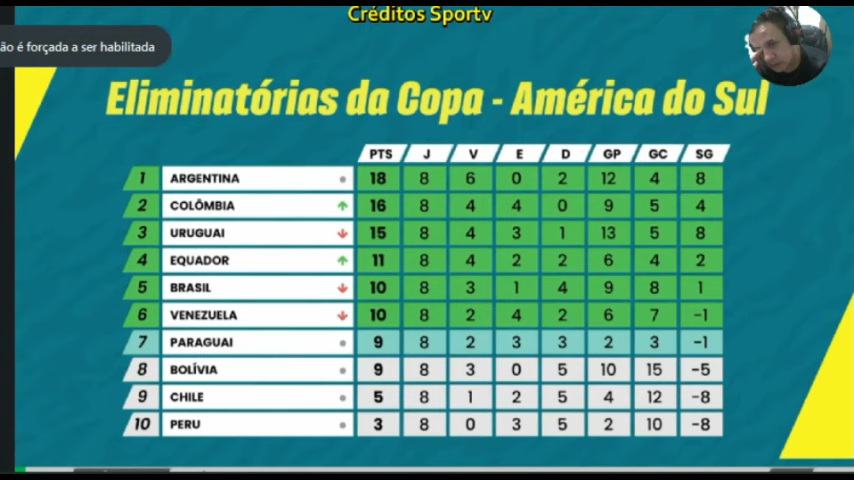 Créditos Sportv
ão é forçada a ser habilitada
Eliminatórias da Copa - América do Sul
PTS J V E D GP GC SG
1 ARGENTINA 18 8 6 0 2 12 4 8
2 COLÔMBIA 16 8 4 4 0 9 5 4
3 URUGUAI 15 8 4 3 1 13 5 8
4 EQUADOR 11 8 4 2 2 6 4 2
5 BRASIL 10 8 3 1 4 9 8 1
6 VENEZUELA 10 8 2 4 2 6 7 -1
7 PARAGUAI 9 8 2 3 3 2 3 -1
8 BOLÍVIA 9 8 3 0 5 10 15 -5
9 CHILE 5 8 1 2 5 4 12 -8
10 PERU 3 8 0 3 5 2 10 -8